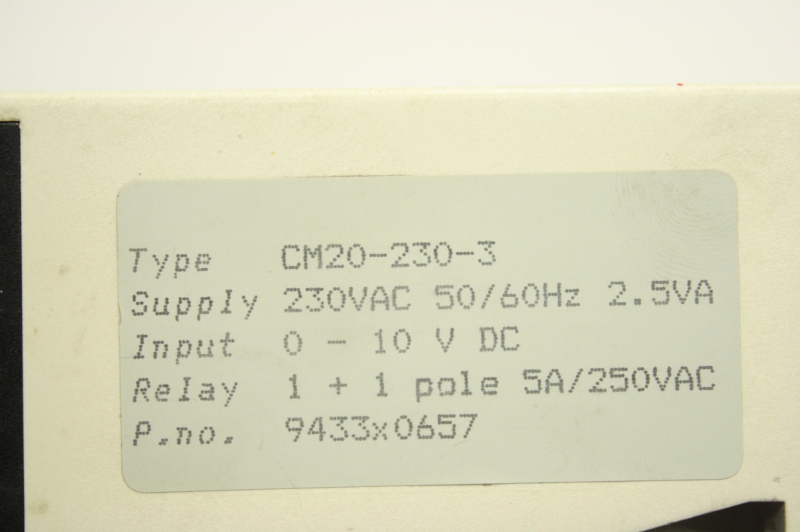 Type CM20-230-3
Supply 230VAC 50/60Hz 2.5VA
Input 0 - 10 V DC
Relay 1 + 1 pole 5A/250VAC
P.no. 9433x0657